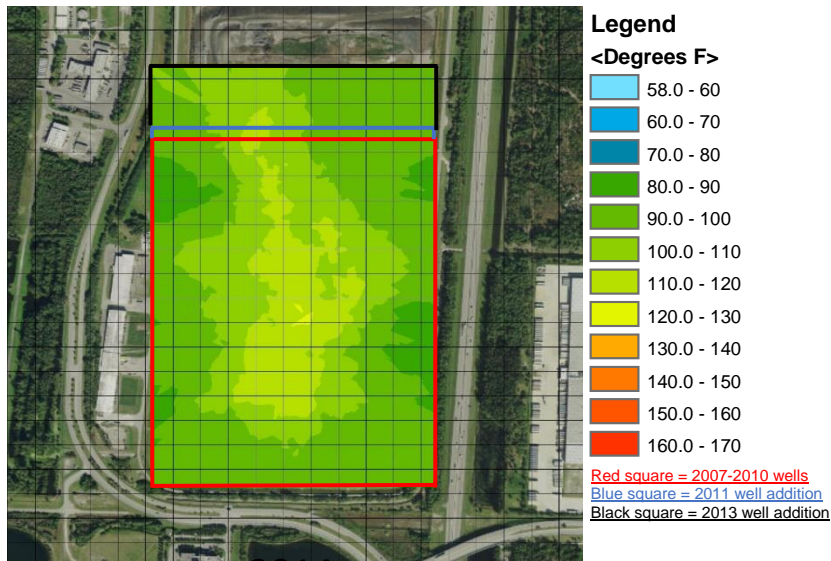 Legend
<Degrees F>
58.0 - 60
60.0 - 70
70.0 - 80
80.0 - 90
90.0 - 100
100.0 - 110
110.0 - 120
120.0 - 130
130.0 - 140
140.0 - 150
150.0 - 160
160.0 - 170
Red square = 2007-2010 wells
Blue square = 2011 well addition
Black square = 2013 well addition